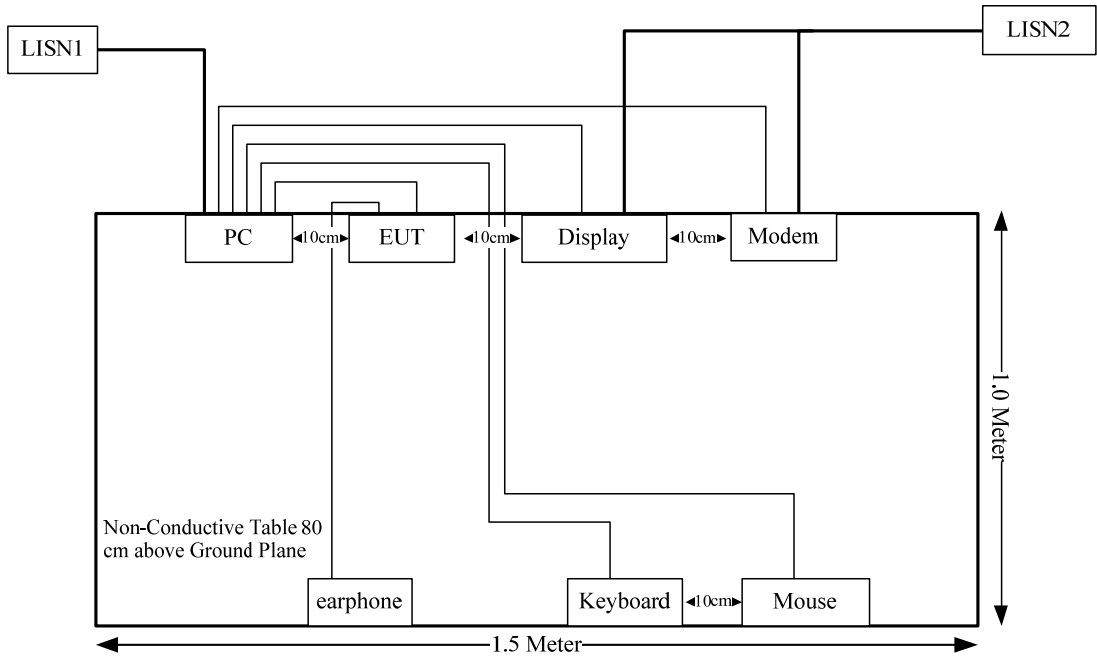 LISN1
LISN2
PC
10cm
EUT
10cm
Display
10cm
Modem
1.0 Meter
Non-Conductive Table 80
cm above Ground Plane
earphone
Keyboard
10cm
Mouse
1.5 Meter